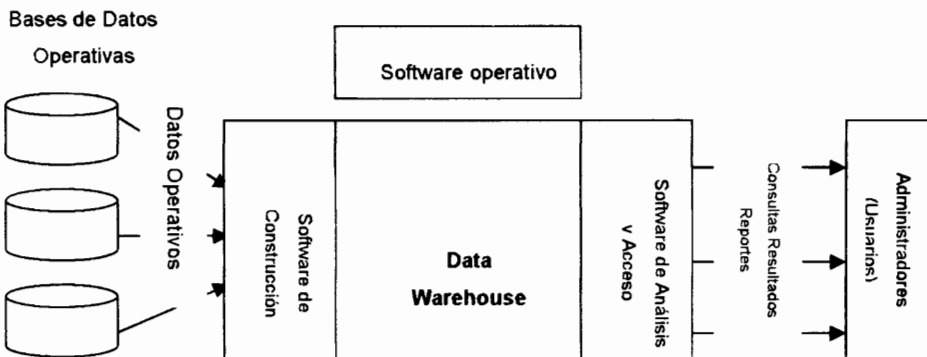 Bases de Datos
Operativas
Software operativo
Datos Operativos
Software de
Construcción
Data
Warehouse
Software de Análisis
y Acceso
Consultas Resultados
Reportes
Administradores
(Usuarios)